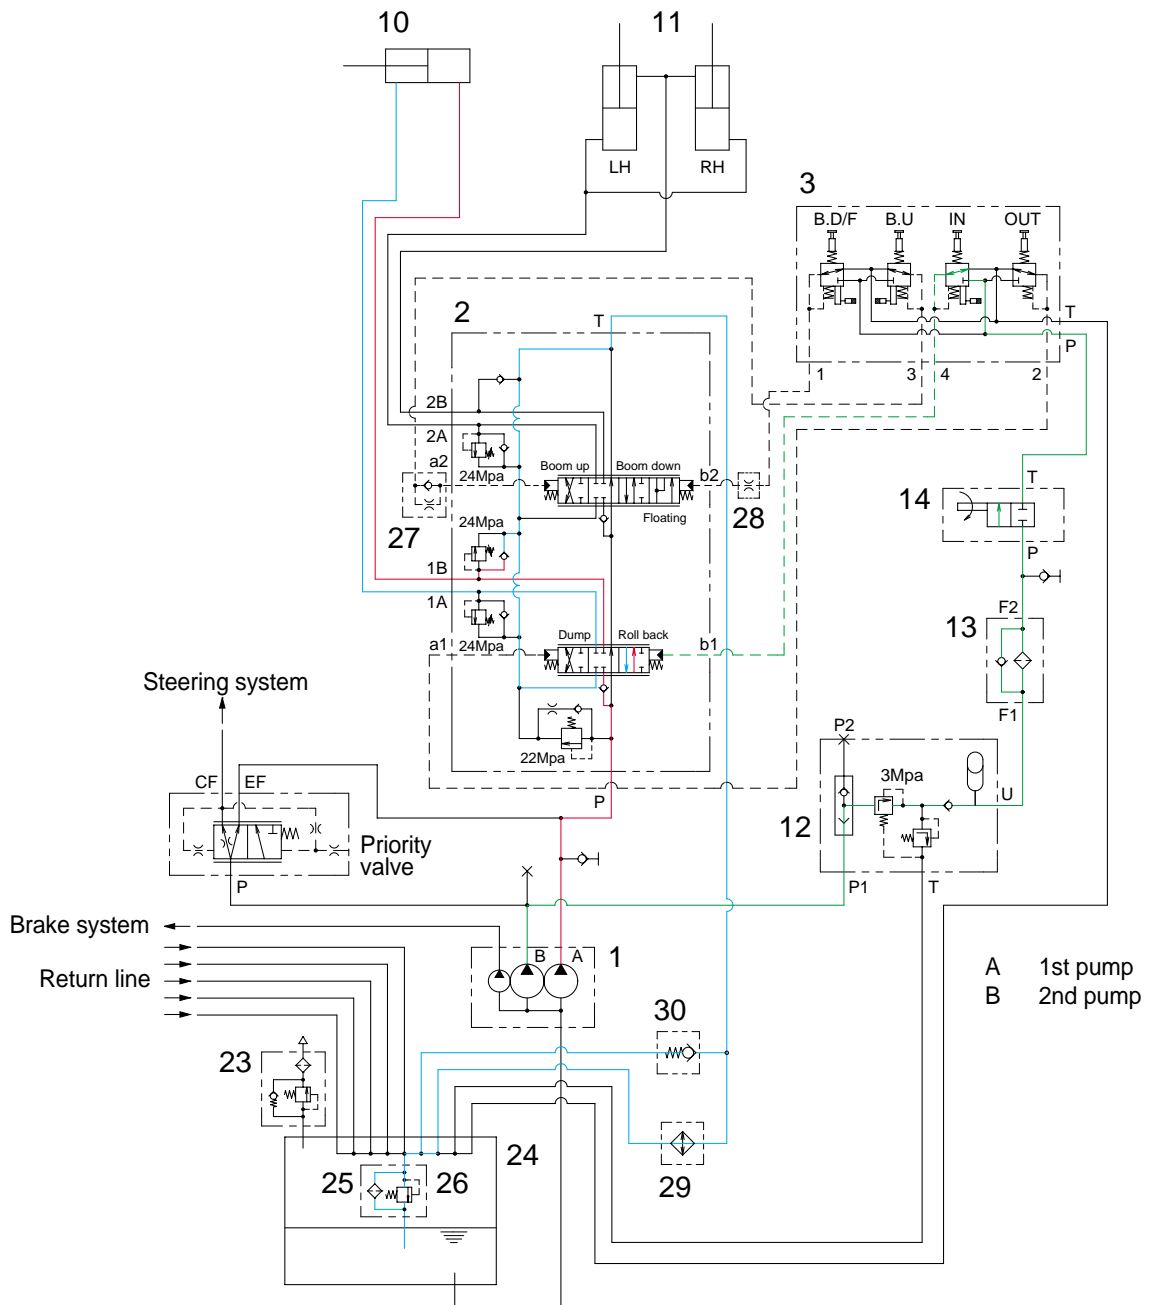 10
11
LH RH
3
B.D/F B.U IN OUT
T
P
1 3 4 2
2
T
2B
2A
a2
24Mpa
Boom up Boom down
b2
Floating
27
28
24Mpa
1B
1A
a1
24Mpa
Dump Roll back
b1
22Mpa
P
T
14
P
F2
13
F1
P2
3Mpa
U
12
P1 T
Steering system
CF EF
Priority
valve
P
Brake system
Return line
B A
1
A 1st pump
B 2nd pump
30
23
24
25 26
29